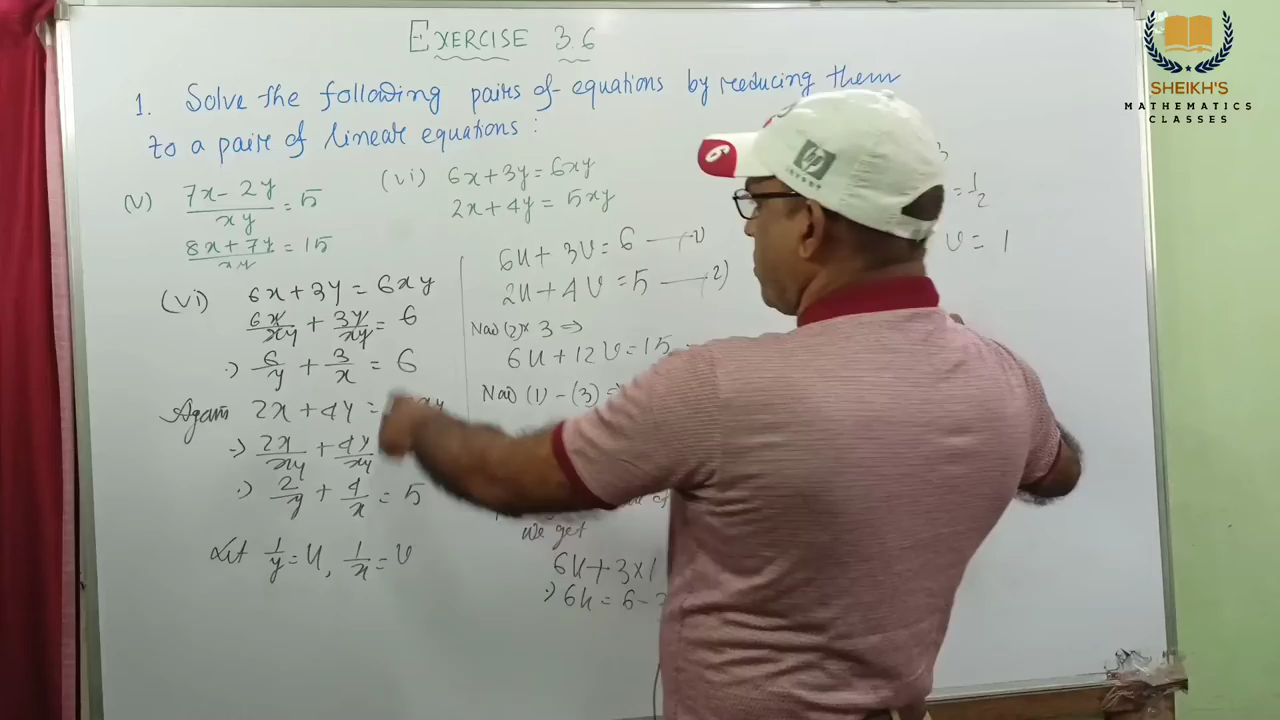 EXERCISE 3.6
1. Solve the following pairs of equations by reducing them
to a pair of linear equations :
(v) 7x - 2y / xy = 5
8x + 7y / xy = 15
(vi) 6x + 3y = 6xy
2x + 4y = 5xy
(vi) 6x + 3y = 6xy
6x/xy + 3y/xy = 6
∴) 6/y + 3/x = 6
Again 2x + 4y =
2x/xy + 4y/xy
∴) 2/y + 4/x = 5
Let 1/y = u, 1/x = v
6u + 3v = 6 —(1)
2u + 4v = 5 —(2)
Now (2) × 3 ⇒
6u + 12v = 15
Now (1) - (3) ⇒
of
We get
6u + 3×1
∴) 6u = 6 -
3
= 1/2
v = 1
6
hp
SHEIKH'S
MATHEMATICS
CLASSES